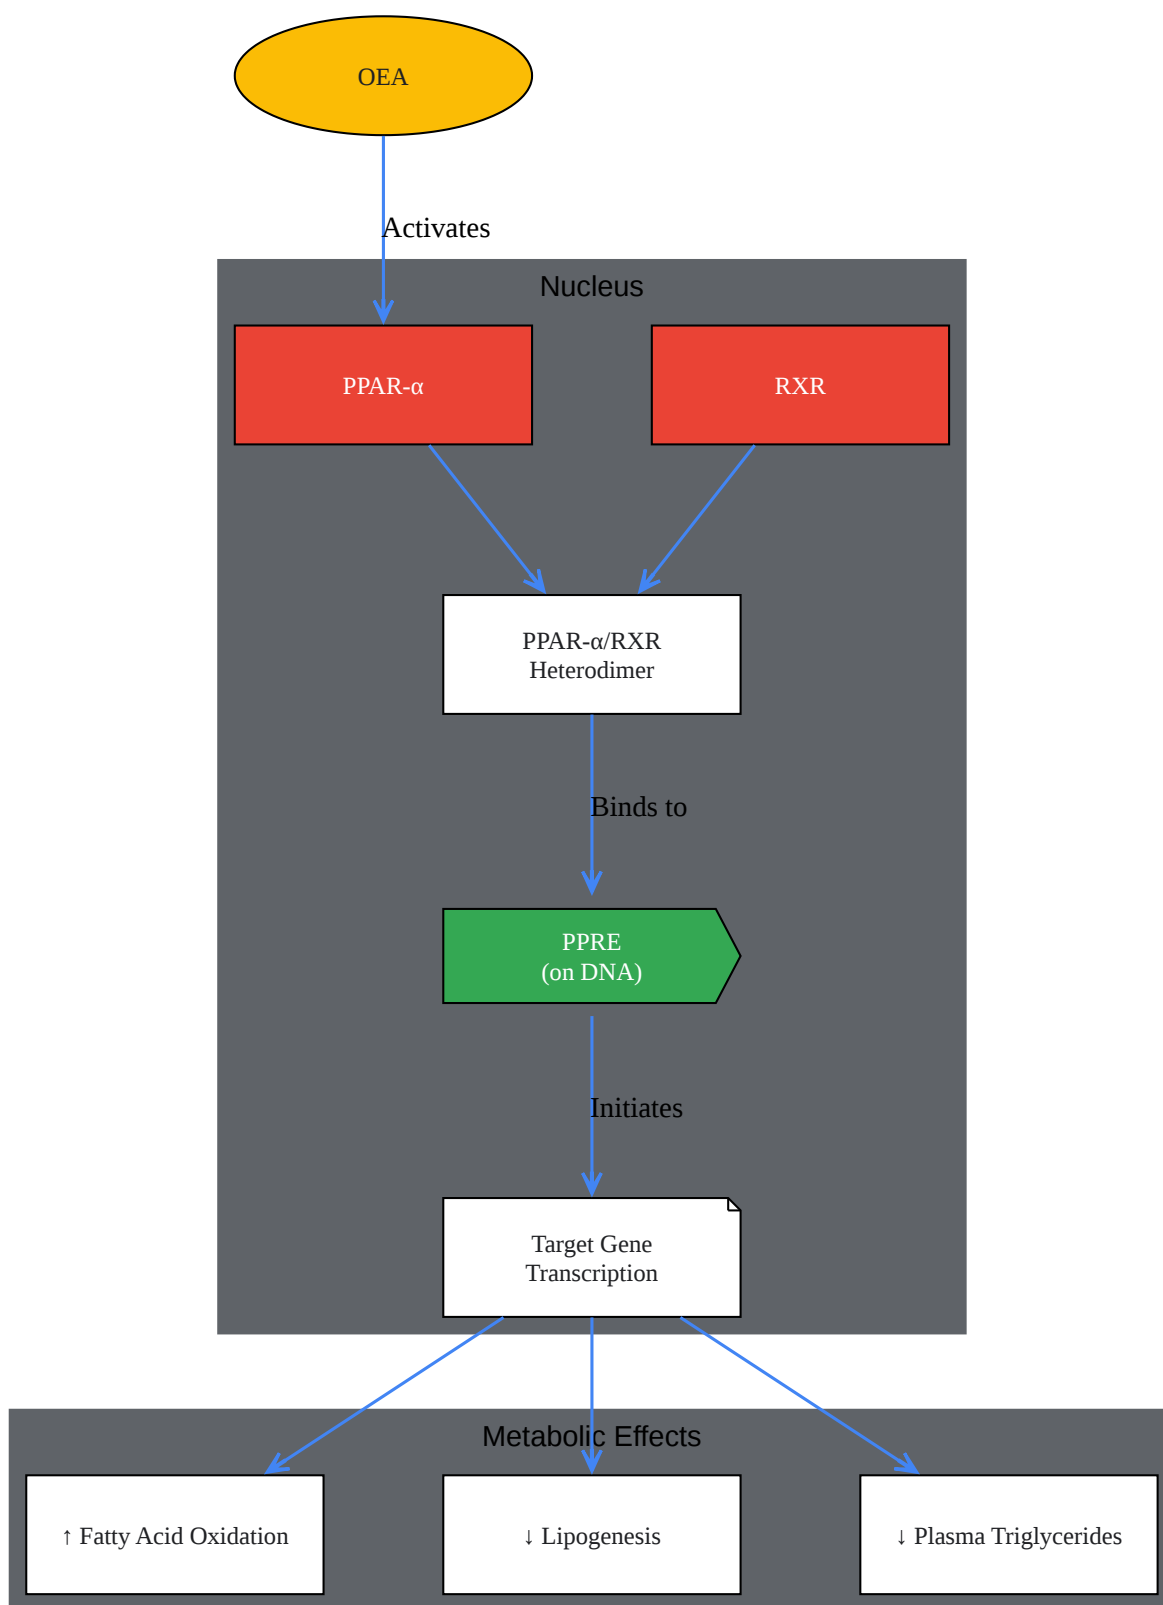 OEA
Activates
Nucleus
PPAR-α
RXR
PPAR-α/RXR
Heterodimer
Binds to
PPRE
(on DNA)
Initiates
Target Gene
Transcription
Metabolic Effects
↑ Fatty Acid Oxidation
↓ Lipogenesis
↓ Plasma Triglycerides